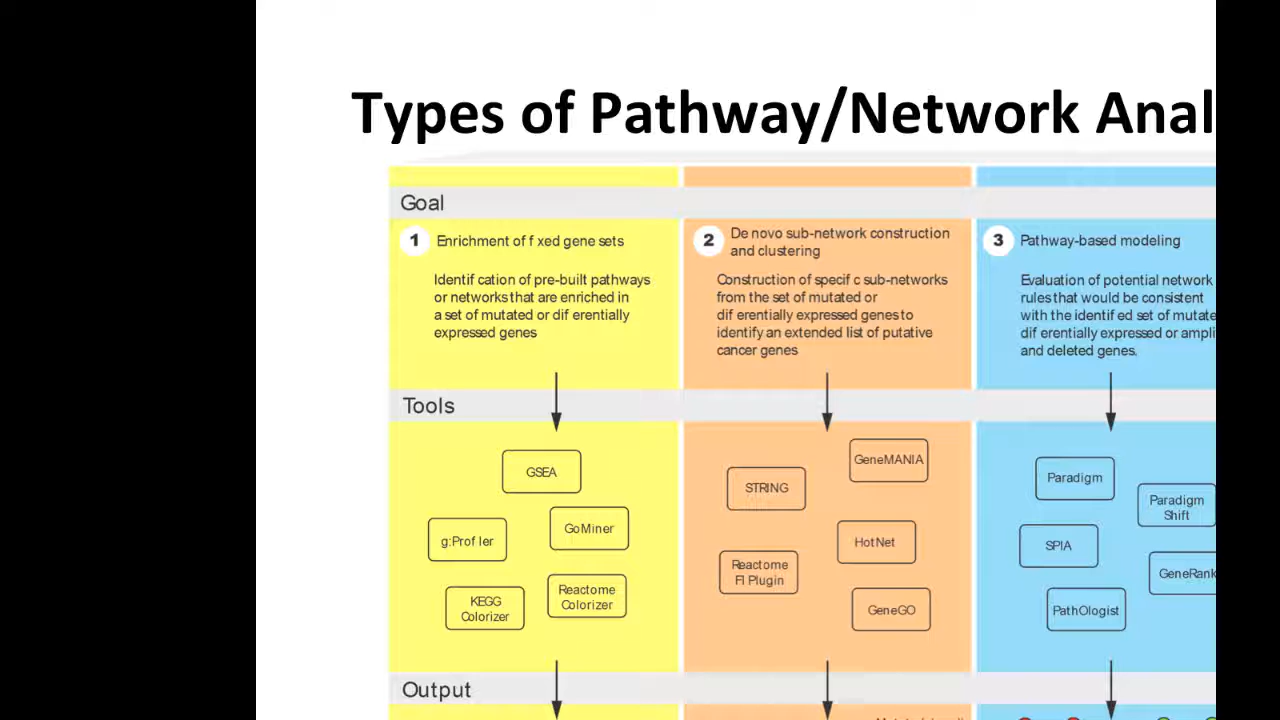 Types of Pathway/Network Anal
Goal
1 Enrichment of f xed gene sets
Identif cation of pre-built pathways
or networks that are enriched in
a set of mutated or dif erentially
expressed genes
2 De novo sub-network construction
and clustering
Construction of specif c sub-networks
from the set of mutated or
dif erentially expressed genes to
identify an extended list of putative
cancer genes
3 Pathway-based modeling
Evaluation of potential network
rules that would be consistent
with the identif ed set of mutate
dif erentially expressed or ampli
and deleted genes.
Tools
GSEA
g:Prof ler
GoMiner
KEGG
Colorizer
Reactome
Colorizer
STRING
GeneMANIA
HotNet
Reactome
FI Plugin
GeneGO
Paradigm
Paradigm
Shift
SPIA
GeneRank
PathOlogist
Output